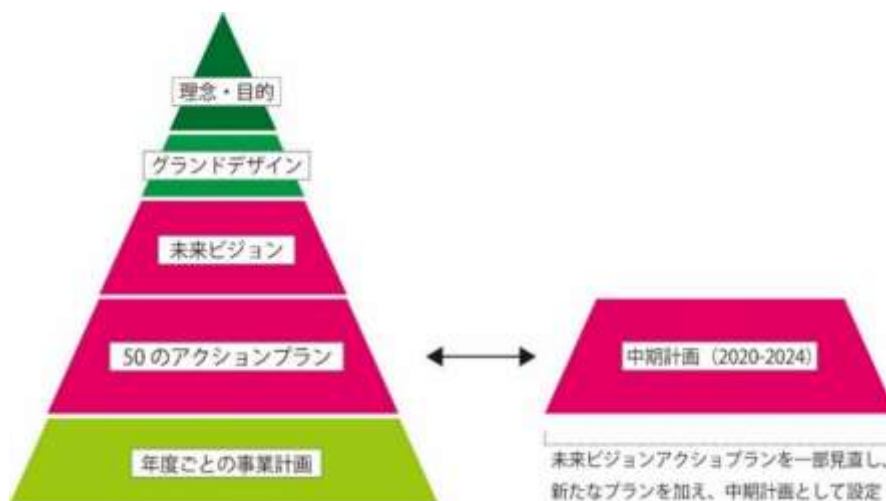 理念・目的
グランドデザイン
未来ビジョン
50 のアクションプラン
中期計画（2020-2024）
年度ごとの事業計画
未来ビジョンアクショプランを一部見直し、
新たなプランを加え、中期計画として設定